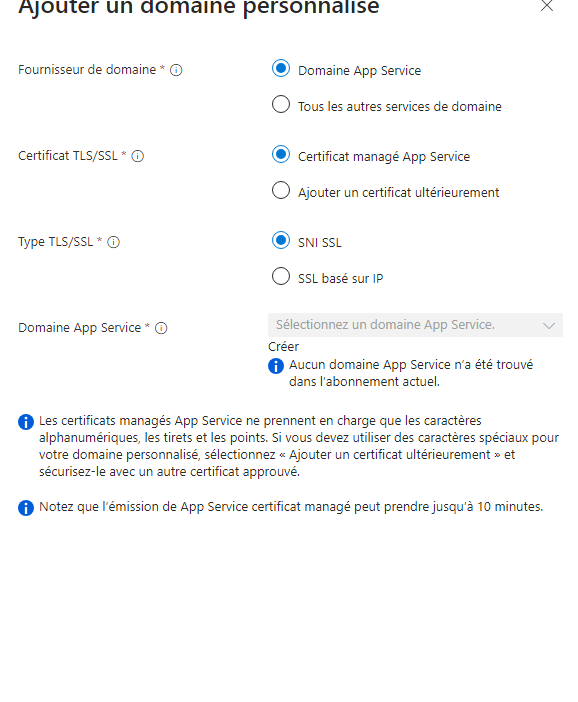 Ajouter un domaine personnalisé
Fournisseur de domaine *
Domaine App Service
Tous les autres services de domaine
Certificat TLS/SSL *
Certificat managé App Service
Ajouter un certificat ultérieurement
Type TLS/SSL *
SNI SSL
SSL basé sur IP
Domaine App Service *
Sélectionnez un domaine App Service.
Créer
Aucun domaine App Service n'a été trouvé
dans l'abonnement actuel.
Les certificats managés App Service ne prennent en charge que les caractères
alphanumériques, les tirets et les points. Si vous devez utiliser des caractères spéciaux pour
votre domaine personnalisé, sélectionnez « Ajouter un certificat ultérieurement » et
sécurisez-le avec un autre certificat approuvé.
Notez que l'émission de App Service certificat managé peut prendre jusqu'à 10 minutes.